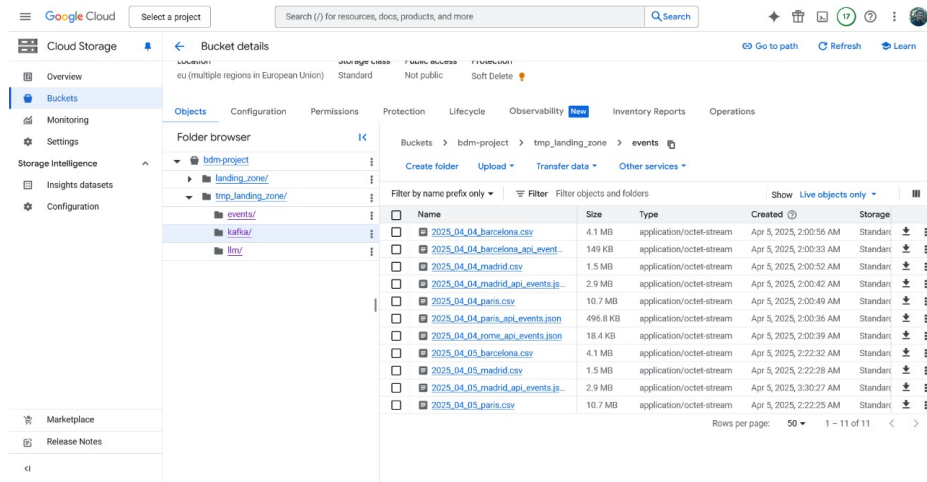 Google Cloud
Select a project
Search (/) for resources, docs, products, and more
Search
17
Cloud Storage
Bucket details
Go to path
Refresh
Learn
Location Storage class Public access Protection
eu (multiple regions in European Union) Standard Not public Soft Delete
Overview
Buckets
Monitoring
Settings
Storage Intelligence
Insights datasets
Configuration
Marketplace
Release Notes
Objects Configuration Permissions Protection Lifecycle Observability New Inventory Reports Operations
Folder browser
bdm-project
landing_zone/
tmp_landing_zone/
events/
kafka/
llm/
Buckets > bdm-project > tmp_landing_zone > events
Create folder Upload Transfer data Other services
Filter by name prefix only Filter Filter objects and folders Show Live objects only
Name Size Type Created Storage
2025_04_04_barcelona.csv 4.1 MB application/octet-stream Apr 5, 2025, 2:00:56 AM Standard
2025_04_04_barcelona_api_event... 149 KB application/octet-stream Apr 5, 2025, 2:00:33 AM Standard
2025_04_04_madrid.csv 1.5 MB application/octet-stream Apr 5, 2025, 2:00:52 AM Standard
2025_04_04_madrid_api_events.js... 2.9 MB application/octet-stream Apr 5, 2025, 2:00:42 AM Standard
2025_04_04_paris.csv 10.7 MB application/octet-stream Apr 5, 2025, 2:00:49 AM Standard
2025_04_04_paris_api_events.json 496.8 KB application/octet-stream Apr 5, 2025, 2:00:36 AM Standard
2025_04_04_rome_api_events.json 18.4 KB application/octet-stream Apr 5, 2025, 2:00:39 AM Standard
2025_04_05_barcelona.csv 4.1 MB application/octet-stream Apr 5, 2025, 2:22:32 AM Standard
2025_04_05_madrid.csv 1.5 MB application/octet-stream Apr 5, 2025, 2:22:28 AM Standard
2025_04_05_madrid_api_events.js... 2.9 MB application/octet-stream Apr 5, 2025, 3:30:27 AM Standard
2025_04_05_paris.csv 10.7 MB application/octet-stream Apr 5, 2025, 2:22:25 AM Standard
Rows per page: 50 1 – 11 of 11